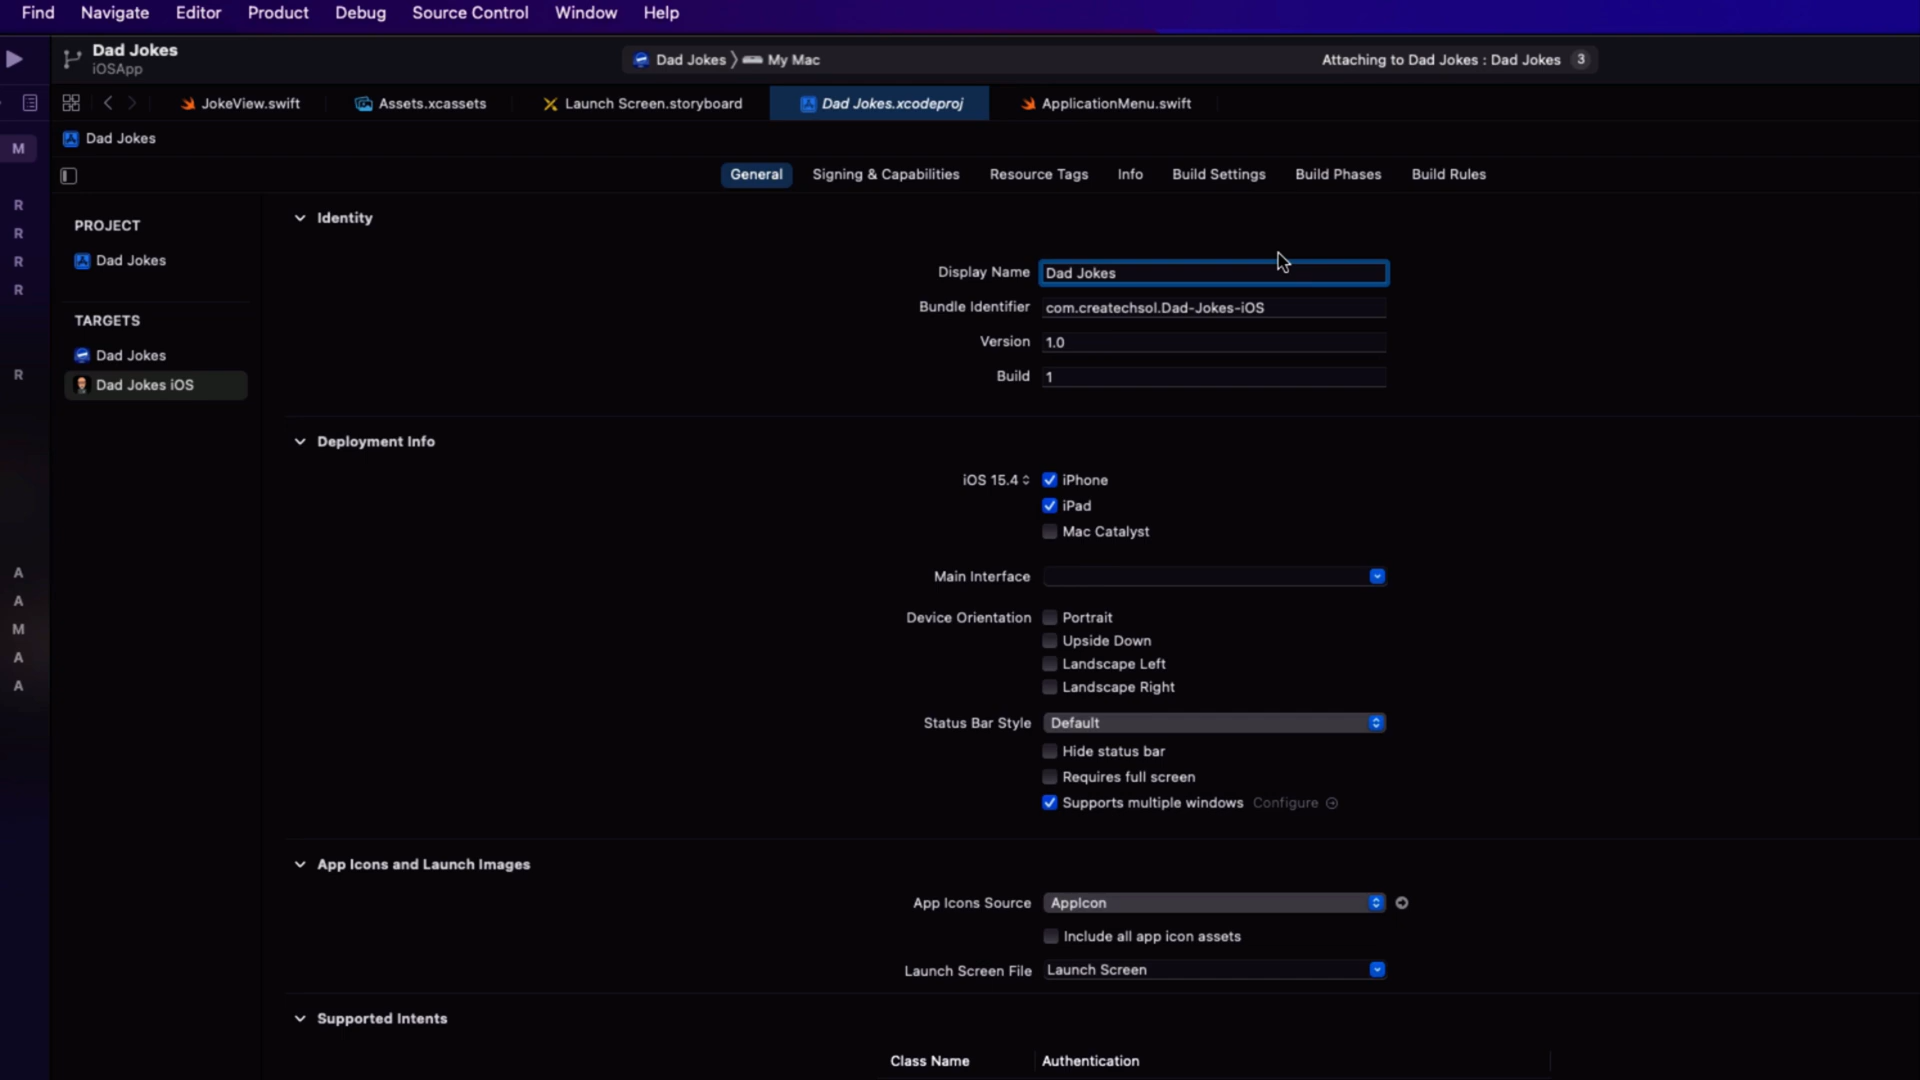 Find Navigate Editor Product Debug Source Control Window Help
Dad Jokes
iOSApp
Dad Jokes 〉 My Mac
Attaching to Dad Jokes : Dad Jokes 3
JokeView.swift Assets.xcassets Launch Screen.storyboard Dad Jokes.xcodeproj ApplicationMenu.swift
Dad Jokes
M
General Signing & Capabilities Resource Tags Info Build Settings Build Phases Build Rules
R
R
R
R
R
A
A
M
A
A
PROJECT
Dad Jokes
TARGETS
Dad Jokes
Dad Jokes iOS
Identity
Display Name Dad Jokes
Bundle Identifier com.createchsol.Dad-Jokes-iOS
Version 1.0
Build 1
Deployment Info
iOS 15.4 iPhone
iPad
Mac Catalyst
Main Interface
Device Orientation Portrait
Upside Down
Landscape Left
Landscape Right
Status Bar Style Default
Hide status bar
Requires full screen
Supports multiple windows Configure
App Icons and Launch Images
App Icons Source AppIcon
Include all app icon assets
Launch Screen File Launch Screen
Supported Intents
Class Name Authentication